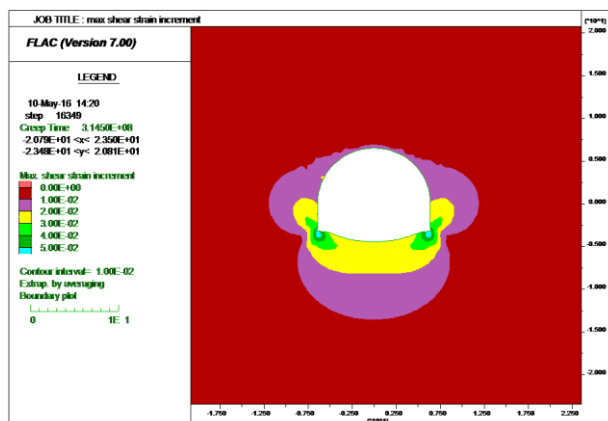 JOB TITLE : max shear strain increment
(*10^1)
FLAC (Version 7.00)
LEGEND
10-May-16 14:20
step 16349
Creep Time 3.1450E+08
-2.079E+01 <x< 2.350E+01
-2.348E+01 <y< 2.081E+01
Max. shear strain increment
0.00E+00
1.00E-02
2.00E-02
3.00E-02
4.00E-02
5.00E-02
Contour interval= 1.00E-02
Extrap. by averaging
Boundary plot
0 1E 1
2.000
1.500
1.000
0.500
0.000
-0.500
-1.000
-1.500
-2.000
-1.750 -1.250 -0.750 -0.250 0.250 0.750 1.250 1.750 2.250